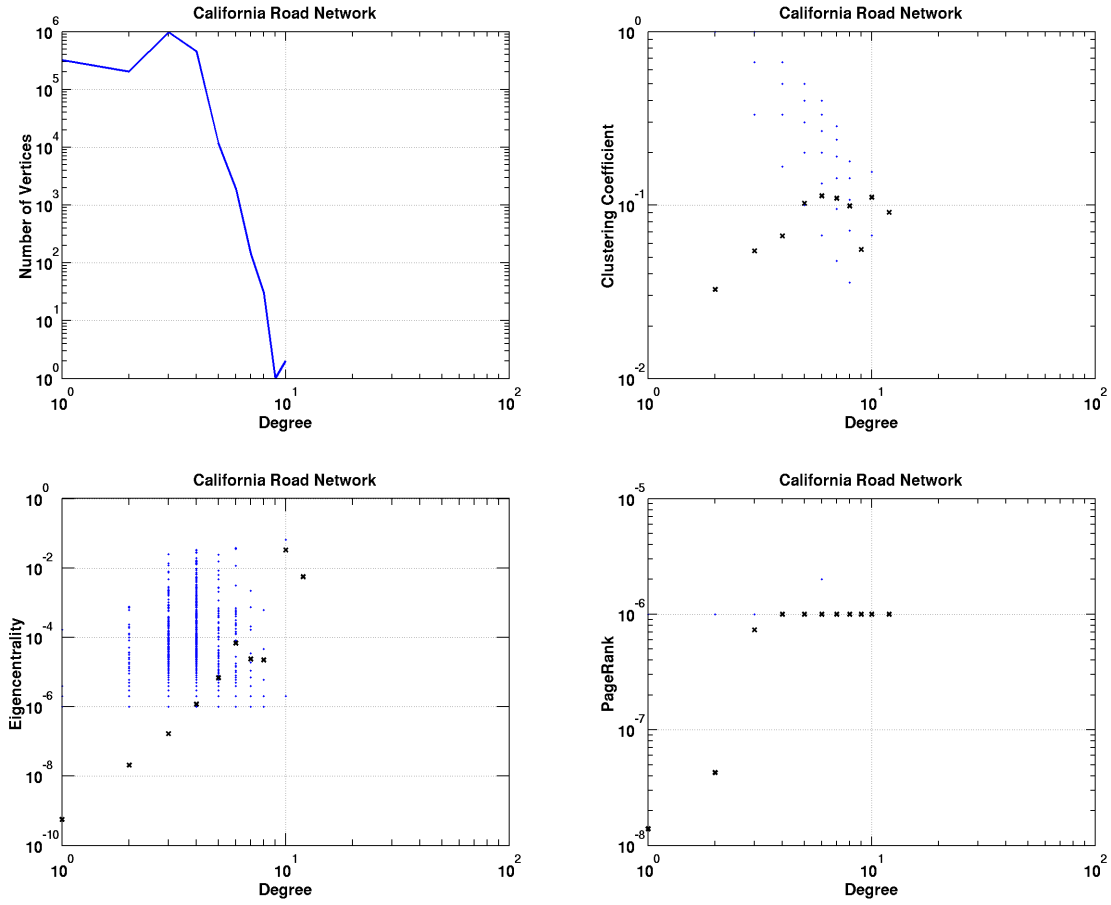 California Road Network
10^6
10^5
10^4
10^3
10^2
10^1
10^0
Number of Vertices
10^0
10^1
10^2
Degree
California Road Network
10^0
10^-1
10^-2
Clustering Coefficient
10^0
10^1
10^2
Degree
California Road Network
10^0
10^-2
10^-4
10^-6
10^-8
10^-10
Eigencentrality
10^0
10^1
10^2
Degree
California Road Network
10^-5
10^-6
10^-7
10^-8
PageRank
10^0
10^1
10^2
Degree